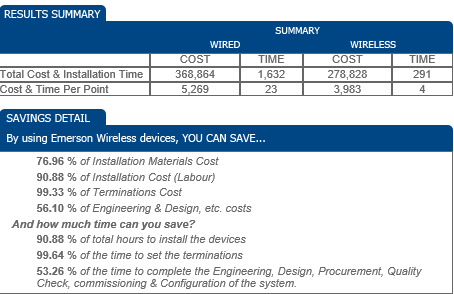 RESULTS SUMMARY
SUMMARY
WIRED WIRELESS
COST TIME COST TIME
Total Cost & Installation Time 368,864 1,632 278,828 291
Cost & Time Per Point 5,269 23 3,983 4
SAVINGS DETAIL
By using Emerson Wireless devices, YOU CAN SAVE...
76.96 % of Installation Materials Cost
90.88 % of Installation Cost (Labour)
99.33 % of Terminations Cost
56.10 % of Engineering & Design, etc. costs
And how much time can you save?
90.88 % of total hours to install the devices
99.64 % of the time to set the terminations
53.26 % of the time to complete the Engineering, Design, Procurement, Quality
Check, commissioning & Configuration of the system.